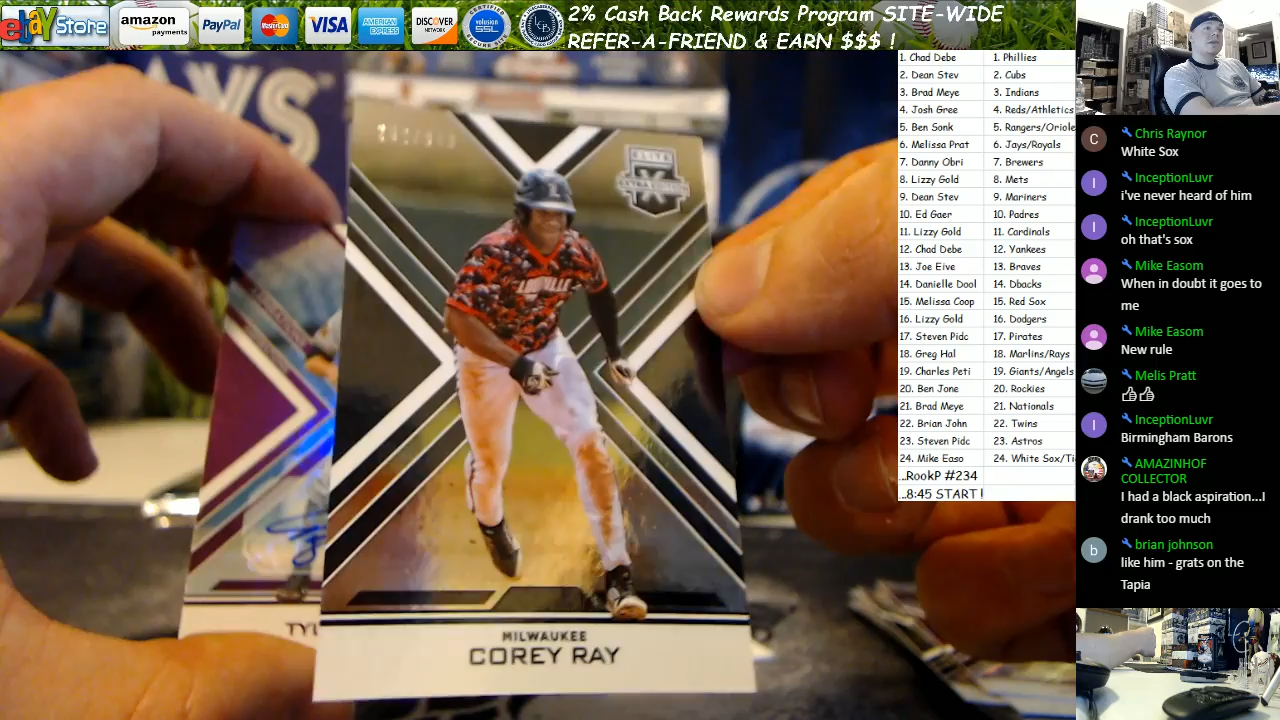 ebay Store
amazon
payments
PayPal
MasterCard
VISA
AMERICAN EXPRESS
DISCOVER
NETWORK
SSL
2% Cash Back Rewards Program SITE-WIDE
REFER-A-FRIEND & EARN $$$ !
1. Chad Debe 1. Phillies
2. Dean Stev 2. Cubs
3. Brad Meye 3. Indians
4. Josh Gree 4. Reds/Athletics
5. Ben Sonk 5. Rangers/Oriole
6. Melissa Prat 6. Jays/Royals
7. Danny Obri 7. Brewers
8. Lizzy Gold 8. Mets
9. Dean Stev 9. Mariners
10. Ed Gaer 10. Padres
11. Lizzy Gold 11. Cardinals
12. Chad Debe 12. Yankees
13. Joe Eive 13. Braves
14. Danielle Dool 14. Dbacks
15. Melissa Coop 15. Red Sox
16. Lizzy Gold 16. Dodgers
17. Steven Pidc 17. Pirates
18. Greg Hal 18. Marlins/Rays
19. Charles Peti 19. Giants/Angels
20. Ben Jone 20. Rockies
21. Brad Meye 21. Nationals
22. Brian John 22. Twins
23. Steven Pidc 23. Astros
24. Mike Easo 24. White Sox/Ti
...RookP #234
...8:45 START !
C Chris Raynor
White Sox
I InceptionLuvr
i've never heard of him
I InceptionLuvr
oh that's sox
Mike Easom
When in doubt it goes to
me
Mike Easom
New rule
Melis Pratt
👍👍
I InceptionLuvr
Birmingham Barons
AMAZINHOF
COLLECTOR
I had a black aspiration...I
drank too much
b brian johnson
like him - grats on the
Tapia
AYS
ELITE
EXTRA EDITION
LOUISVILLE
TYL
MILWAUKEE
COREY RAY